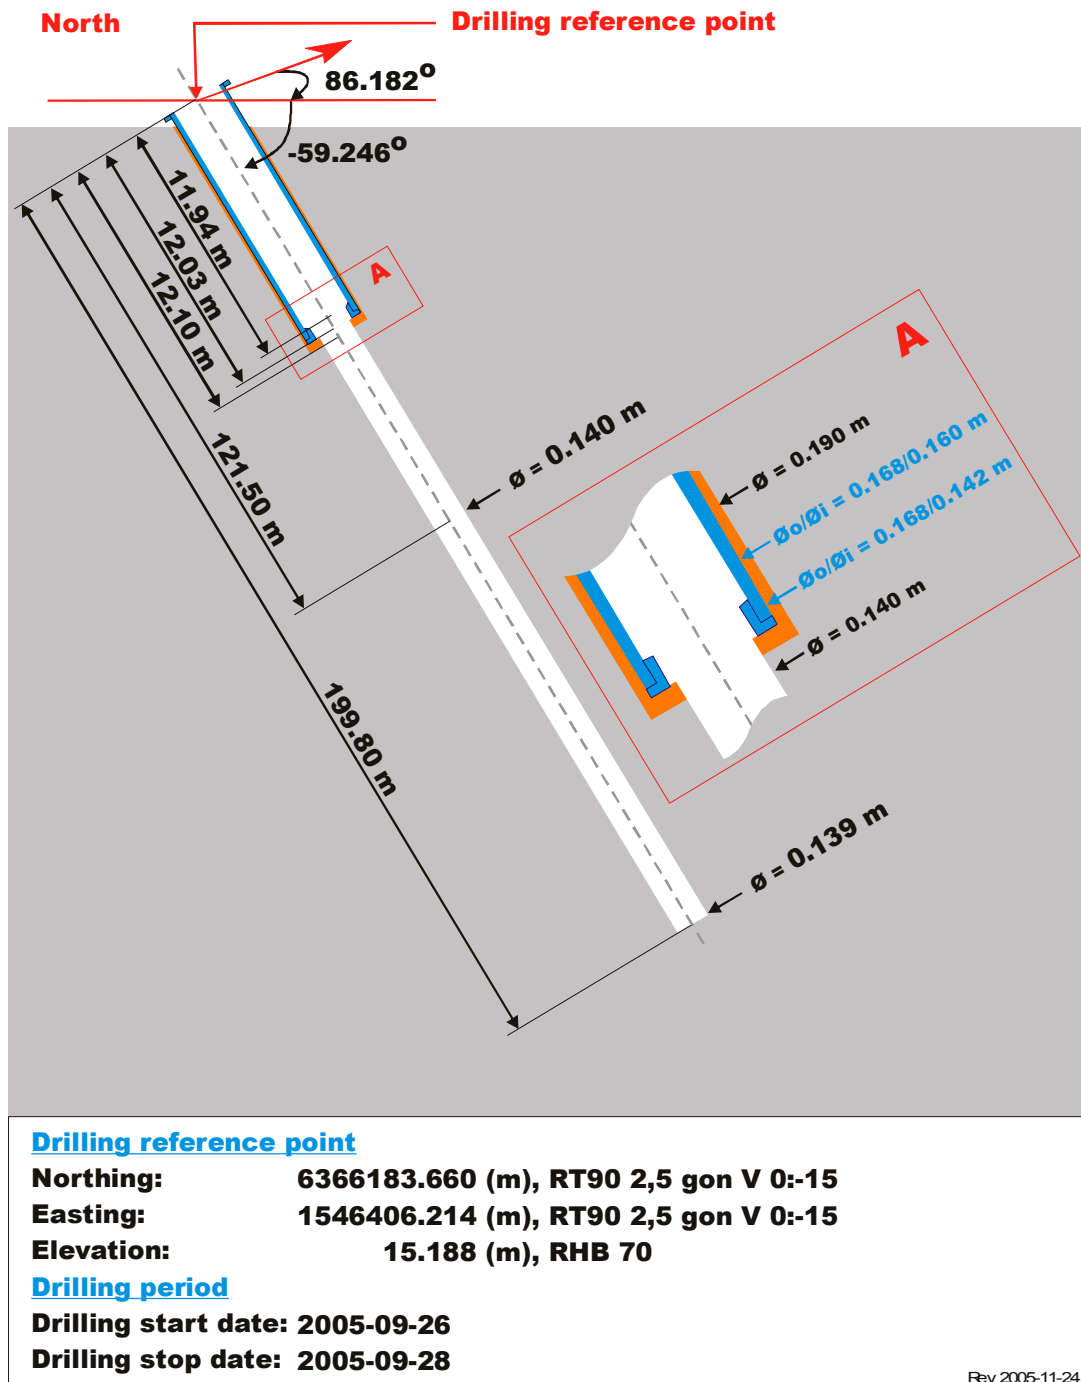 North
Drilling reference point
86.182°
-59.246°
11.94 m
12.03 m
12.10 m
121.50 m
199.80 m
A
A
ø = 0.140 m
ø = 0.190 m
Øo/Øi = 0.168/0.160 m
Øo/Øi = 0.168/0.142 m
ø = 0.140 m
ø = 0.139 m
Drilling reference point
Northing: 6366183.660 (m), RT90 2,5 gon V 0:-15
Easting: 1546406.214 (m), RT90 2,5 gon V 0:-15
Elevation: 15.188 (m), RHB 70
Drilling period
Drilling start date: 2005-09-26
Drilling stop date: 2005-09-28
Rev 2005-11-24